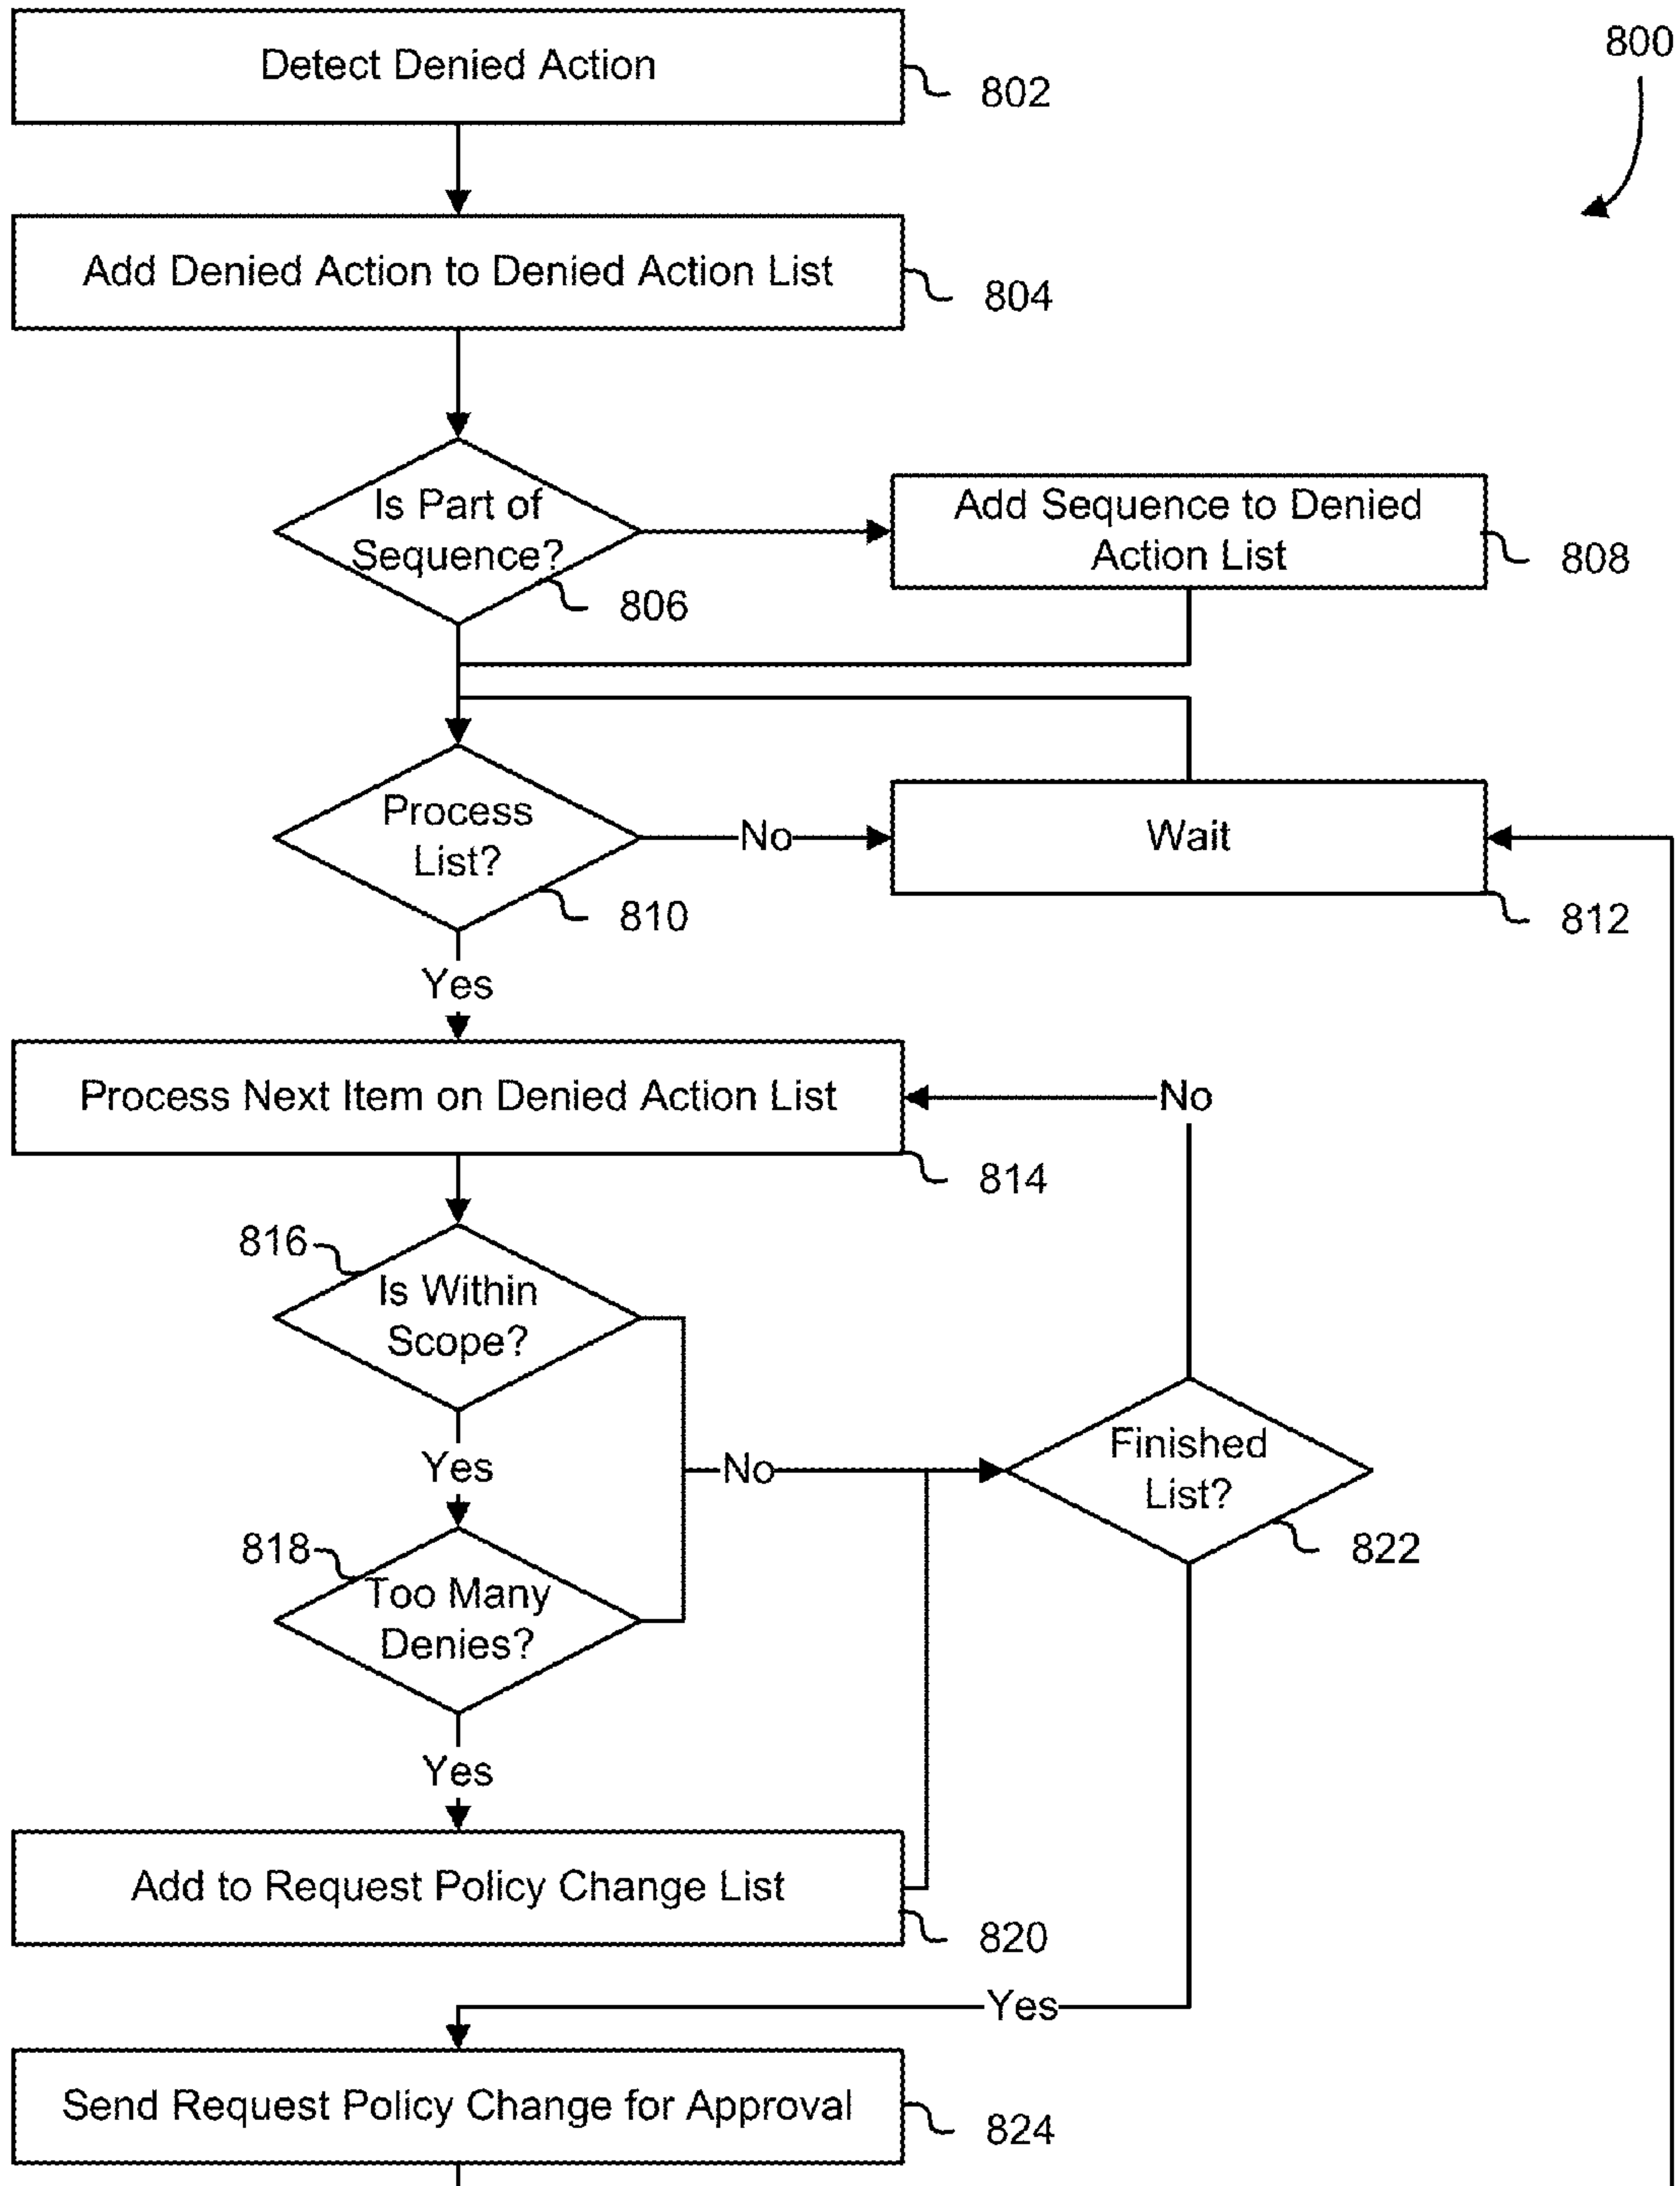 Detect Denied Action
800
802
Add Denied Action to Denied Action List
804
Is Part of
Sequence?
806
Add Sequence to Denied
Action List
808
Process
List?
810
No
Wait
812
Yes
Process Next Item on Denied Action List
814
No
816
Is Within
Scope?
Yes
No
Finished
List?
822
818
Too Many
Denies?
Yes
Add to Request Policy Change List
820
Yes
Send Request Policy Change for Approval
824